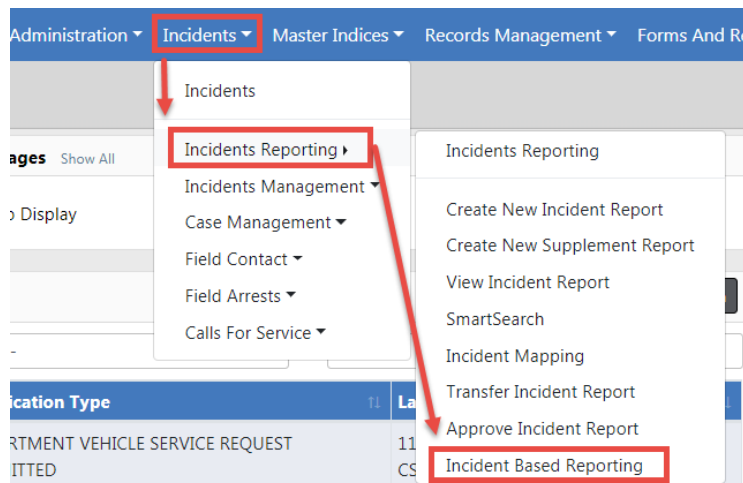 Administration Incidents Master Indices Records Management Forms And R
Incidents
Incidents Reporting
Incidents Management
Case Management
Field Contact
Field Arrests
Calls For Service
Incidents Reporting
Create New Incident Report
Create New Supplement Report
View Incident Report
SmartSearch
Incident Mapping
Transfer Incident Report
Approve Incident Report
Incident Based Reporting
ages Show All
o Display
-
ication Type La
RTMENT VEHICLE SERVICE REQUEST 11
ITTED CS